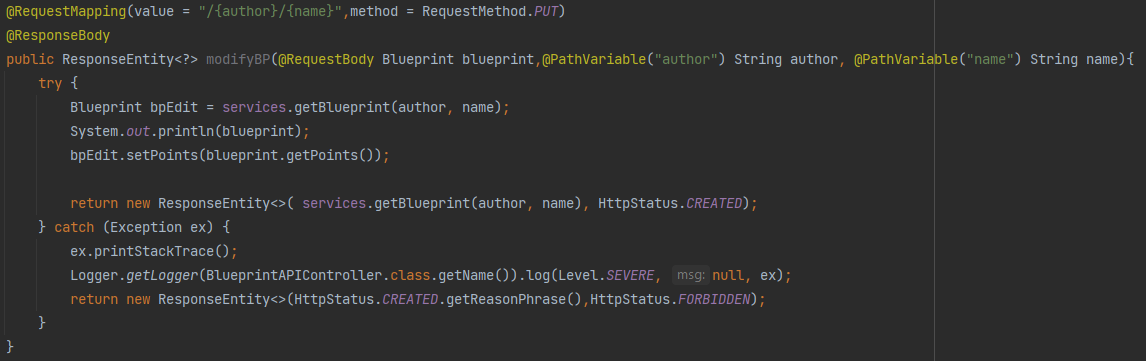 @RequestMapping(value = "/{author}/{name}",method = RequestMethod.PUT)
@ResponseBody
public ResponseEntity<?> modifyBP(@RequestBody Blueprint blueprint,@PathVariable("author") String author, @PathVariable("name") String name){
    try {
        Blueprint bpEdit = services.getBlueprint(author, name);
        System.out.println(blueprint);
        bpEdit.setPoints(blueprint.getPoints());

        return new ResponseEntity<>( services.getBlueprint(author, name), HttpStatus.CREATED);
    } catch (Exception ex) {
        ex.printStackTrace();
        Logger.getLogger(BlueprintAPIController.class.getName()).log(Level.SEVERE, msg: null, ex);
        return new ResponseEntity<>(HttpStatus.CREATED.getReasonPhrase(),HttpStatus.FORBIDDEN);
    }
}